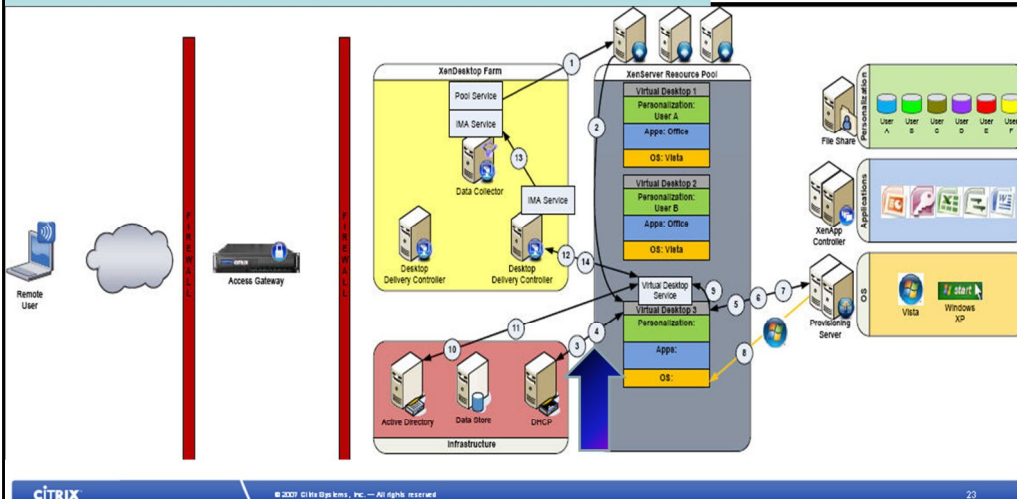 XenDesktop Farm
Pool Service
IMA Service
Data Collector
IMA Service
Desktop
Delivery Controller
Desktop
Delivery Controller
XenServer Resource Pool
Virtual Desktop 1
Personalization:
User A
Apps: Office
OS: Vista
Virtual Desktop 2
Personalization:
User B
Apps: Office
OS: Vista
Virtual Desktop
Service
Virtual Desktop 3
Personalization:
Apps:
OS:
1
2
13
12
14
9
5
6
7
11
10
3
4
8
FIREWALL
FIREWALL
Remote
User
Access Gateway
Active Directory
Data Store
DHCP
Infrastructure
File Share
Personalization
User
A
User
B
User
C
User
D
User
E
User
F
XenApp
Controller
Applications
Provisioning
Server
OS
Vista
start
Windows
XP
CİTRIX
© 2007 Citrix Systems, Inc. — All rights reserved
23